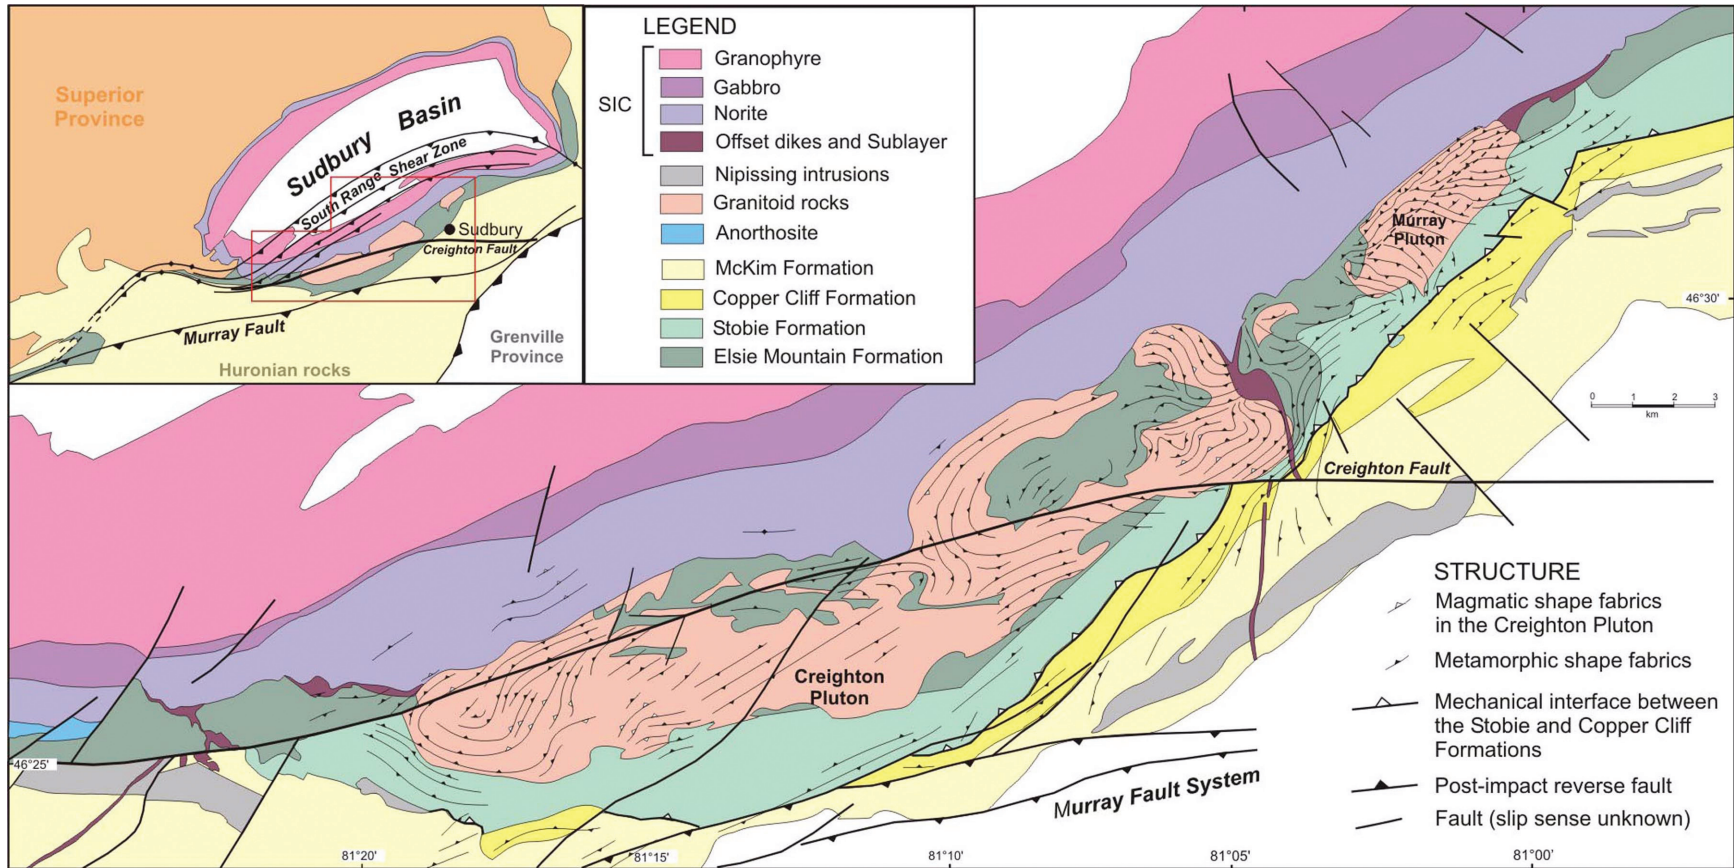 Superior
Province
Sudbury Basin
South Range Shear Zone
Sudbury
Creighton Fault
Murray Fault
Grenville
Province
Huronian rocks
LEGEND
SIC
Granophyre
Gabbro
Norite
Offset dikes and Sublayer
Nipissing intrusions
Granitoid rocks
Anorthosite
McKim Formation
Copper Cliff Formation
Stobie Formation
Elsie Mountain Formation
Murray
Pluton
46°30'
0 1 2 3
km
Creighton Fault
Creighton
Pluton
46°25'
Murray Fault System
81°20'
81°15'
81°10'
81°05'
81°00'
STRUCTURE
Magmatic shape fabrics
in the Creighton Pluton
Metamorphic shape fabrics
Mechanical interface between
the Stobie and Copper Cliff
Formations
Post-impact reverse fault
Fault (slip sense unknown)